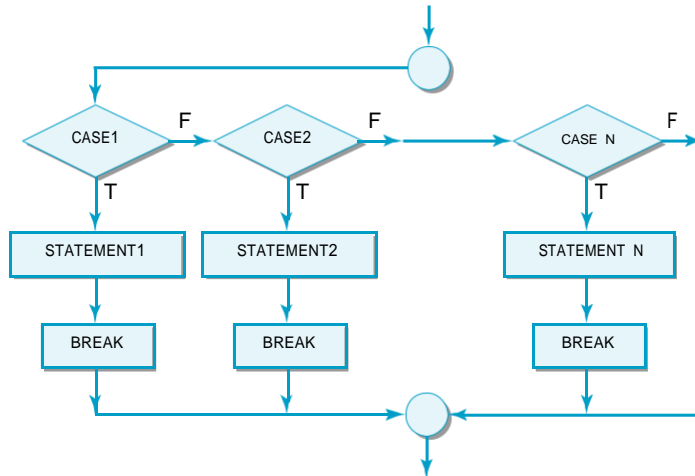 CASE1
F
CASE2
F
CASE N
F
T
T
T
STATEMENT1
STATEMENT2
STATEMENT N
BREAK
BREAK
BREAK